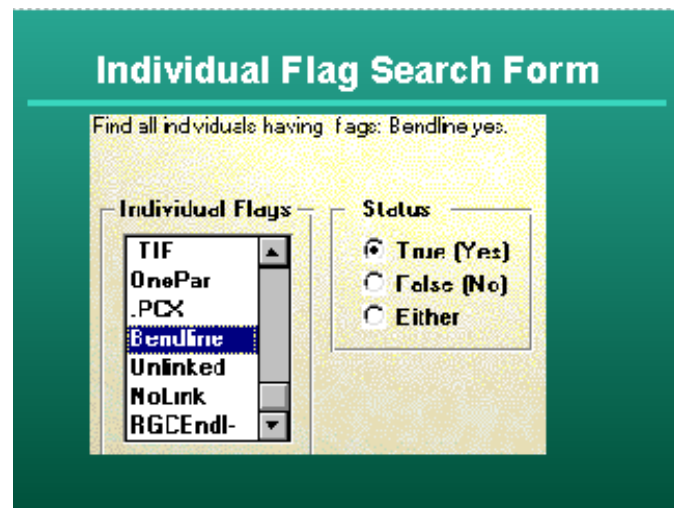 Individual Flag Search Form
Find all individuals having flags: Bendline yes.
Individual Flags
.TIF
OnePar
.PCX
Bendline
Unlinked
NoLink
RGCEndl-
Status
True (Yes)
False (No)
Either